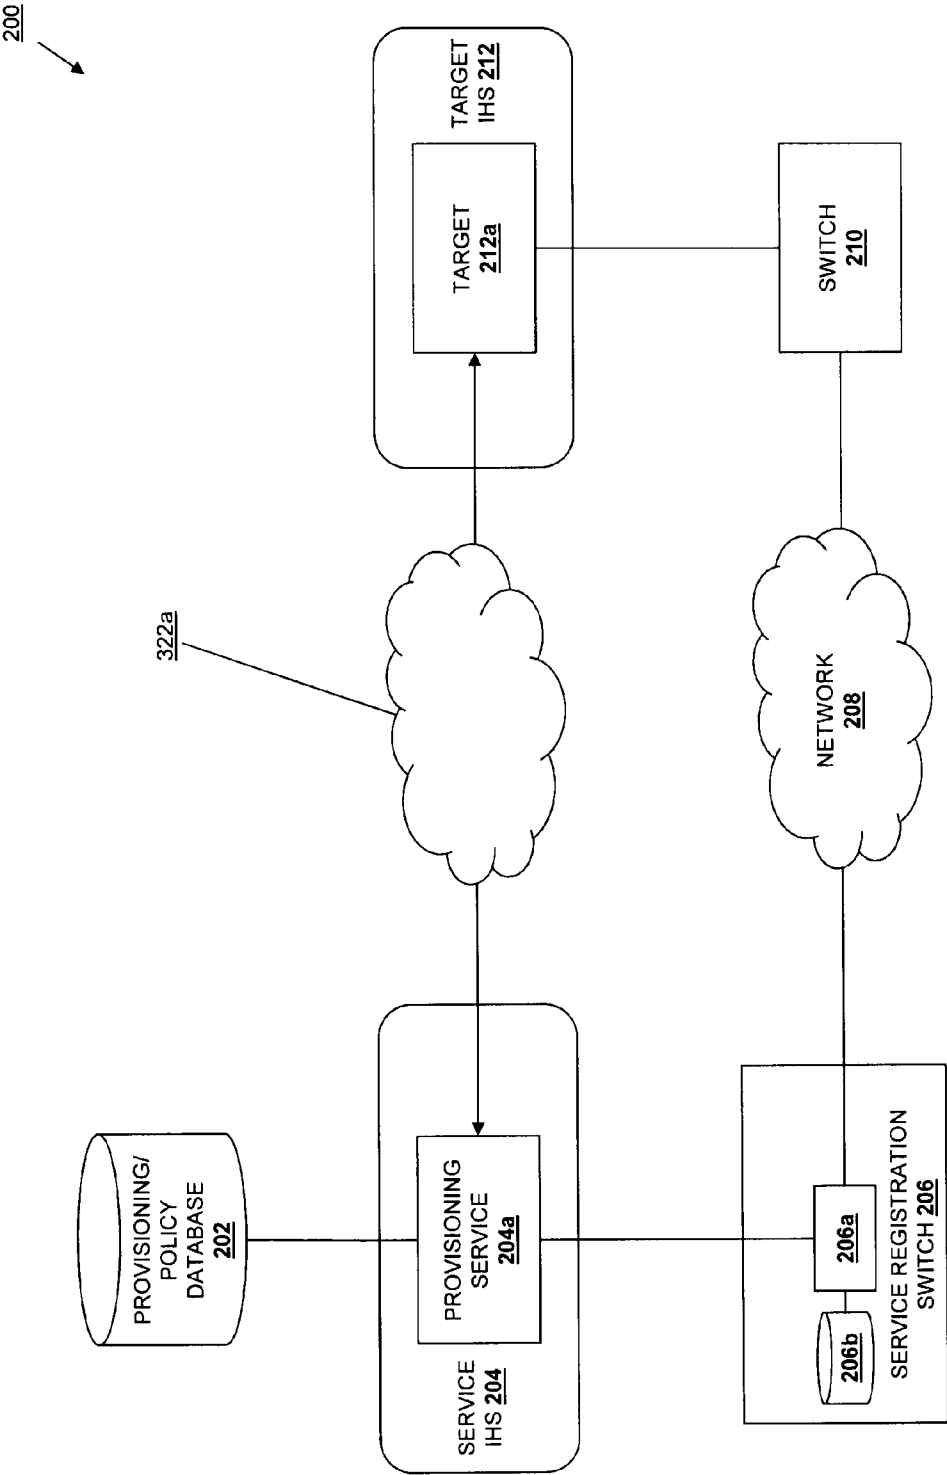 200
PROVISIONING/
POLICY
DATABASE
202
322a
SERVICE
IHS 204
PROVISIONING
SERVICE
204a
TARGET
212a
TARGET
IHS 212
206b
206a
SERVICE REGISTRATION
SWITCH 206
NETWORK
208
SWITCH
210